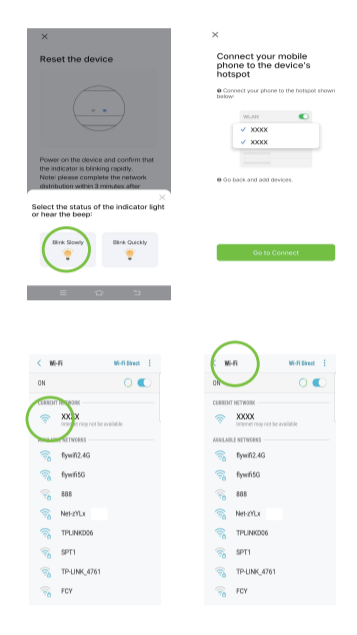 Reset the device
Power on the device and confirm that
the indicator is blinking rapidly.
Note: please complete the network
distribution within 3 minutes after
Select the status of the indicator light
or hear the beep:
Blink Slowly
Blink Quickly
Connect your mobile
phone to the device's
hotspot
❶ Connect your phone to the hotspot shown
below:
WLAN
XXXX
XXXX
❷ Go back and add devices.
Go to Connect
Wi-Fi
Wi-Fi Direct
ON
CURRENT NETWORK
XXXX
Internet may not be available
AVAILABLE NETWORKS
flywifi2.4G
flywifi5G
888
Net-zYLx
TPLINK006
SPT1
TP-LINK_4761
FCY
Wi-Fi
Wi-Fi Direct
ON
CURRENT NETWORK
XXXX
Internet may not be available
AVAILABLE NETWORKS
flywifi2.4G
flywifi5G
888
Net-zYLx
TPLINK006
SPT1
TP-LINK_4761
FCY